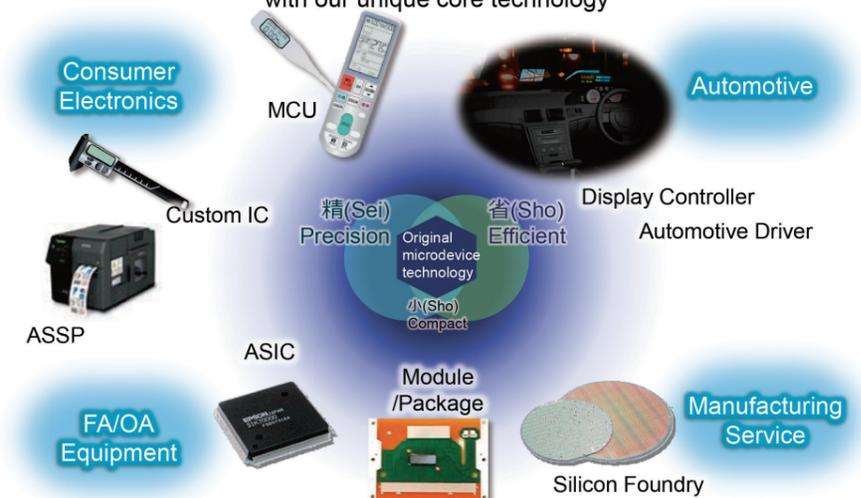 with our unique core technology
Consumer
Electronics
MCU
Automotive
Custom IC
精(Sei)
Precision
省(Sho)
Efficient
Display Controller
Automotive Driver
Original
microdevice
technology
小(Sho)
Compact
ASSP
ASIC
Module
/Package
EPSON
FA/OA
Equipment
Manufacturing
Service
Silicon Foundry